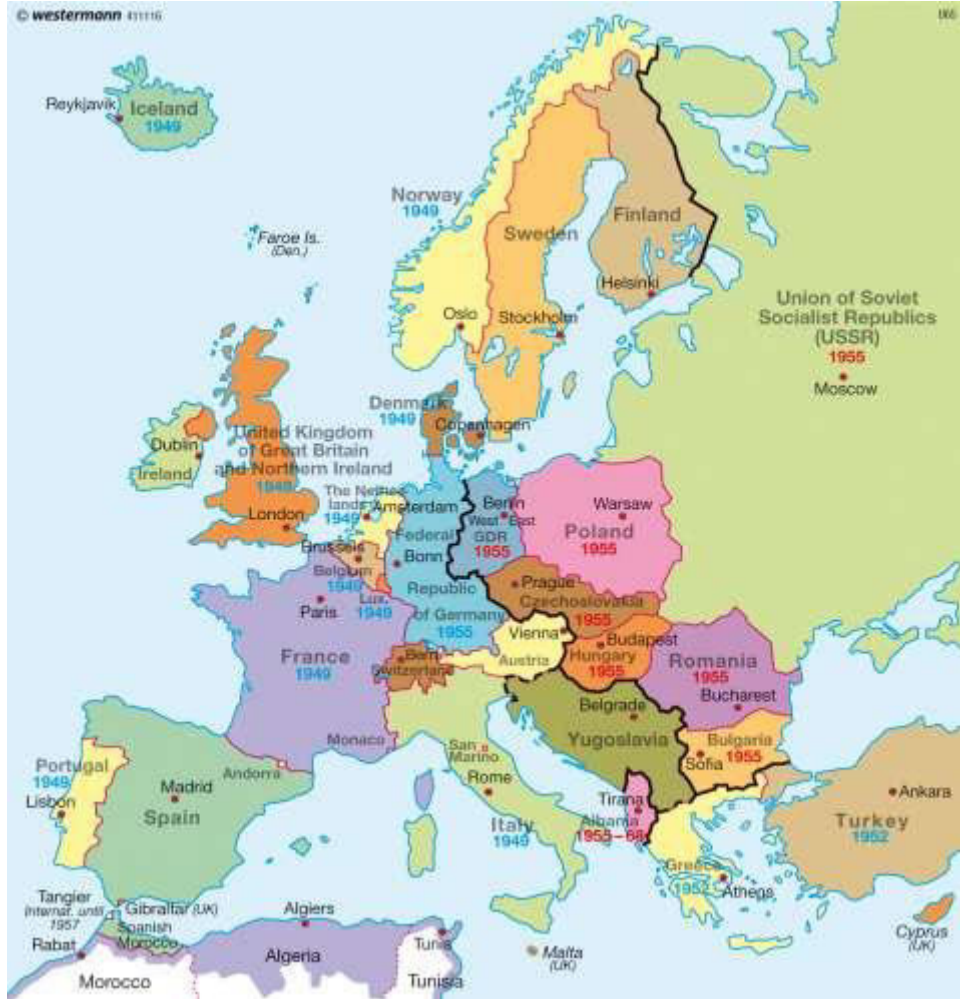 © westermann 411116
Reykjavik
Iceland
1949
Norway
1949
Faroe Is.
(Den.)
Sweden
Finland
Helsinki
Oslo
Stockholm
Union of Soviet
Socialist Republics
(USSR)
1955
Moscow
Denmark
1949
Copenhagen
Dublin
Ireland
United Kingdom
of Great Britain
and Northern Ireland
1949
London
The Nether-
lands
1949
Amsterdam
Brussels
Belgium
1949
Lux.
1949
Federal
Bonn
Republic
of Germany
1955
Berlin
West East
GDR
1955
Warsaw
Poland
1955
Prague
Czechoslovakia
1955
Paris
France
1949
Bern
Switzerland
Vienna
Austria
Budapest
Hungary
1955
Romania
1955
Bucharest
Belgrade
Yugoslavia
Bulgaria
1955
Sofia
Monaco
San
Marino
Rome
Italy
1949
Tirana
Albania
1955–68
Andorra
Portugal
1949
Lisbon
Madrid
Spain
Greece
1952
Athens
Ankara
Turkey
1952
Cyprus
(UK)
Malta
(UK)
Tangier
(internat. until
1957
Gibraltar (UK)
Spanish
Morocco
Rabat
Morocco
Algiers
Algeria
Tunis
Tunisia